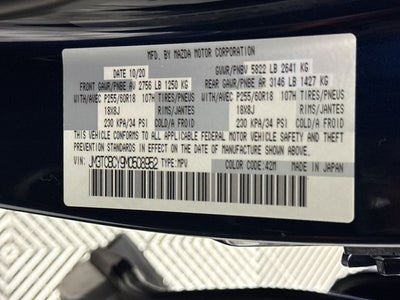 MFD. BY MAZDA MOTOR CORPORATION
DATE 10/20 GVWR/PNBV 5822 LB 2641 KG
FRONT GAWR/PNBE AV 2756 LB 1250 KG REAR GAWR/PNBE AR 3146 LB 1427 KG
WITH/AVEC P255/60R18 107H TIRES/PNEUS WITH/AVEC P255/60R18 107H TIRES/PNEUS
18X8J RIMS/JANTES 18X8J RIMS/JANTES
230 KPA/34 PSI COLD/A FROID 230 KPA/34 PSI COLD/A FROID
THIS VEHICLE CONFORMS TO ALL APPLICABLE FEDERAL MOTOR VEHICLE SAFETY AND THEFT
PREVENTION STANDARDS IN EFFECT ON THE DATE OF MANUFACTURE SHOWN ABOVE.
VIN: JM3TCBCY9M0508952 TYPE:MPV COLOR CODE:42M MADE IN JAPAN